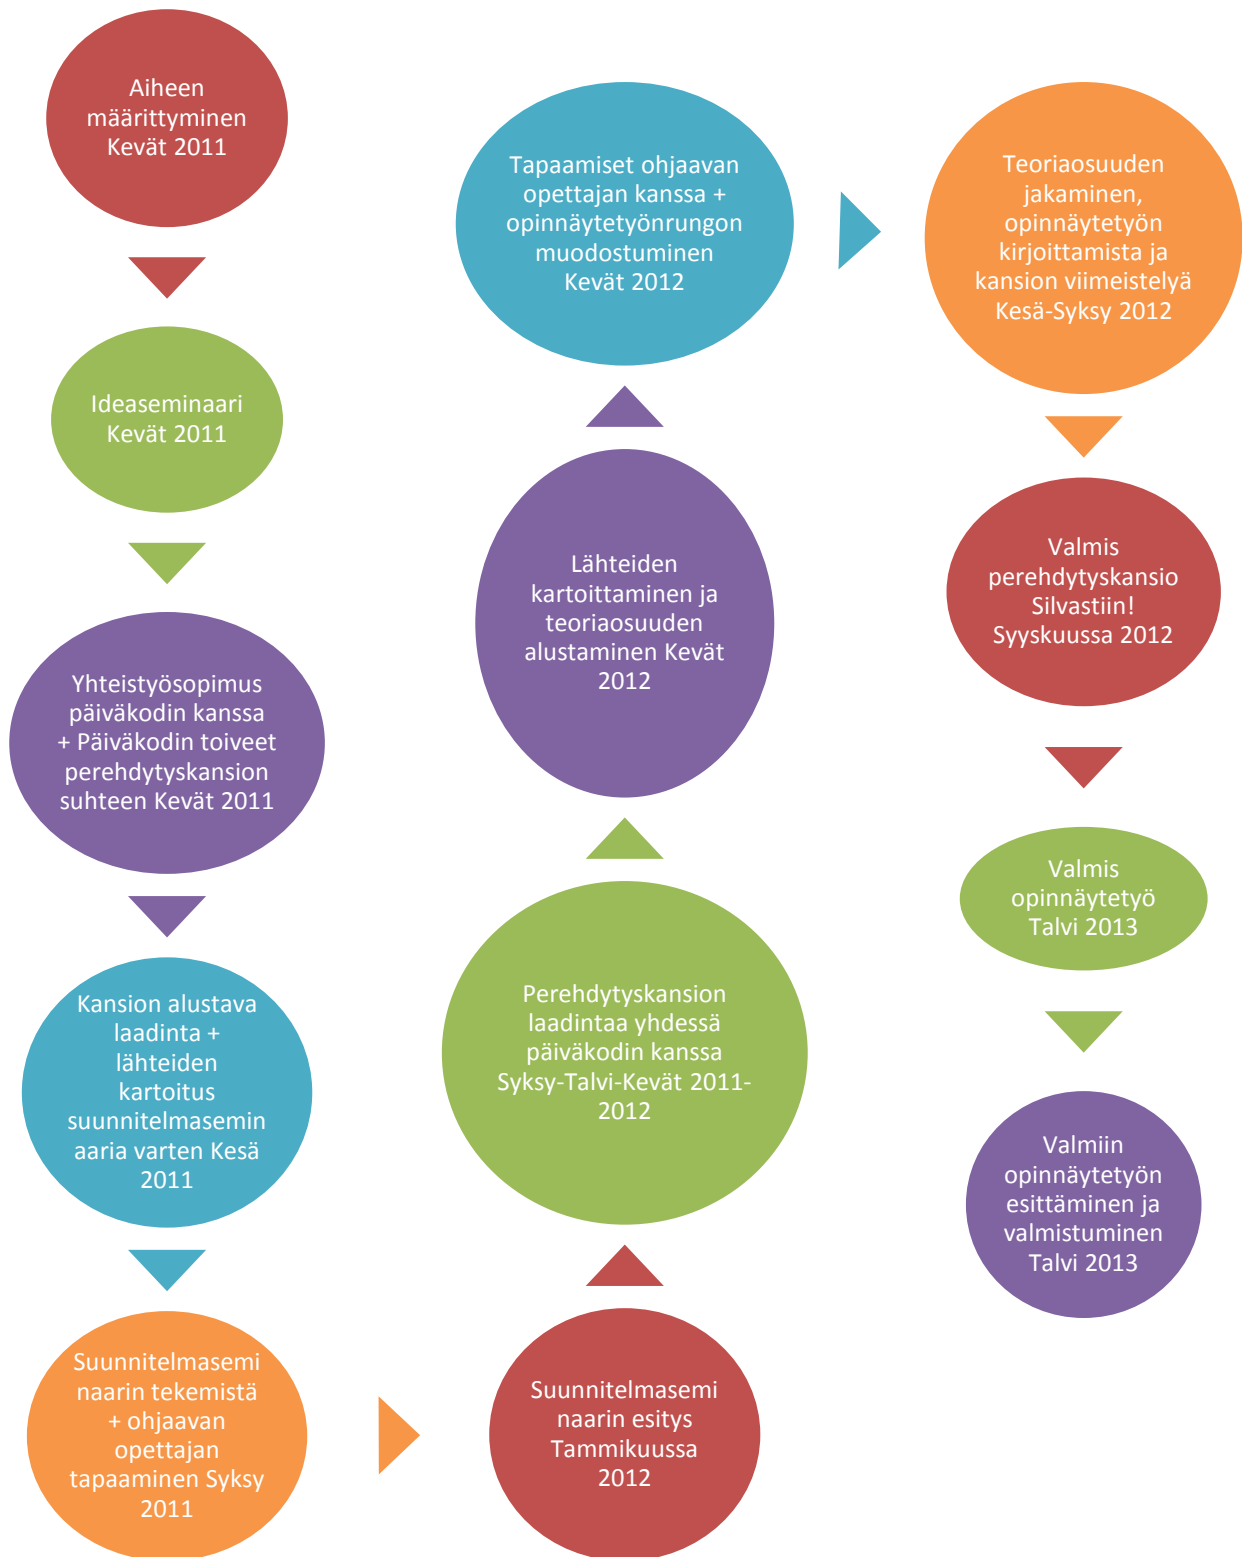 Aiheen
määrittyminen
Kevät 2011
Ideaseminaari
Kevät 2011
Yhteistyösopimus
päiväkodin kanssa
+ Päiväkodin toiveet
perehdytyskansion
suhteen Kevät 2011
Kansion alustava
laadinta +
lähteiden
kartoitus
suunnitelmasemin
aaria varten Kesä
2011
Suunnitelmasemi
naarin tekemistä
+ ohjaavan
opettajan
tapaaminen Syksy
2011
Suunnitelmasemi
naarin esitys
Tammikuussa
2012
Perehdytyskansion
laadintaa yhdessä
päiväkodin kanssa
Syksy-Talvi-Kevät 2011-
2012
Lähteiden
kartoittaminen ja
teoriaosuuden
alustaminen Kevät
2012
Tapaamiset ohjaavan
opettajan kanssa +
opinnäytetyönrungon
muodostuminen
Kevät 2012
Teoriaosuuden
jakaminen,
opinnäytetyön
kirjoittamista ja
kansion viimeistelyä
Kesä-Syksy 2012
Valmis
perehdytyskansio
Silvastiin!
Syyskuussa 2012
Valmis
opinnäytetyö
Talvi 2013
Valmiin
opinnäytetyön
esittäminen ja
valmistuminen
Talvi 2013